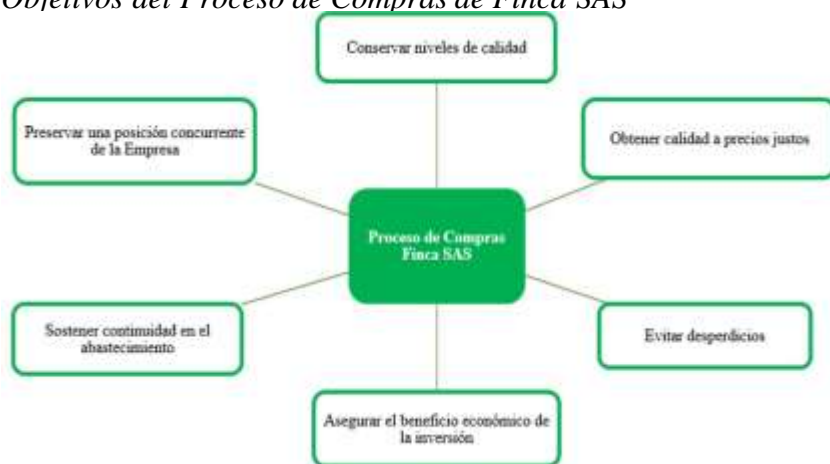 Objetivos del Proceso de Compras de Finca SAS
Conservar niveles de calidad
Preservar una posición concurrente
de la Empresa
Obtener calidad a precios justos
Proceso de Compras
Finca SAS
Sostener continuidad en el
abastecimiento
Evitar desperdicios
Asegurar el beneficio económico de
la inversión